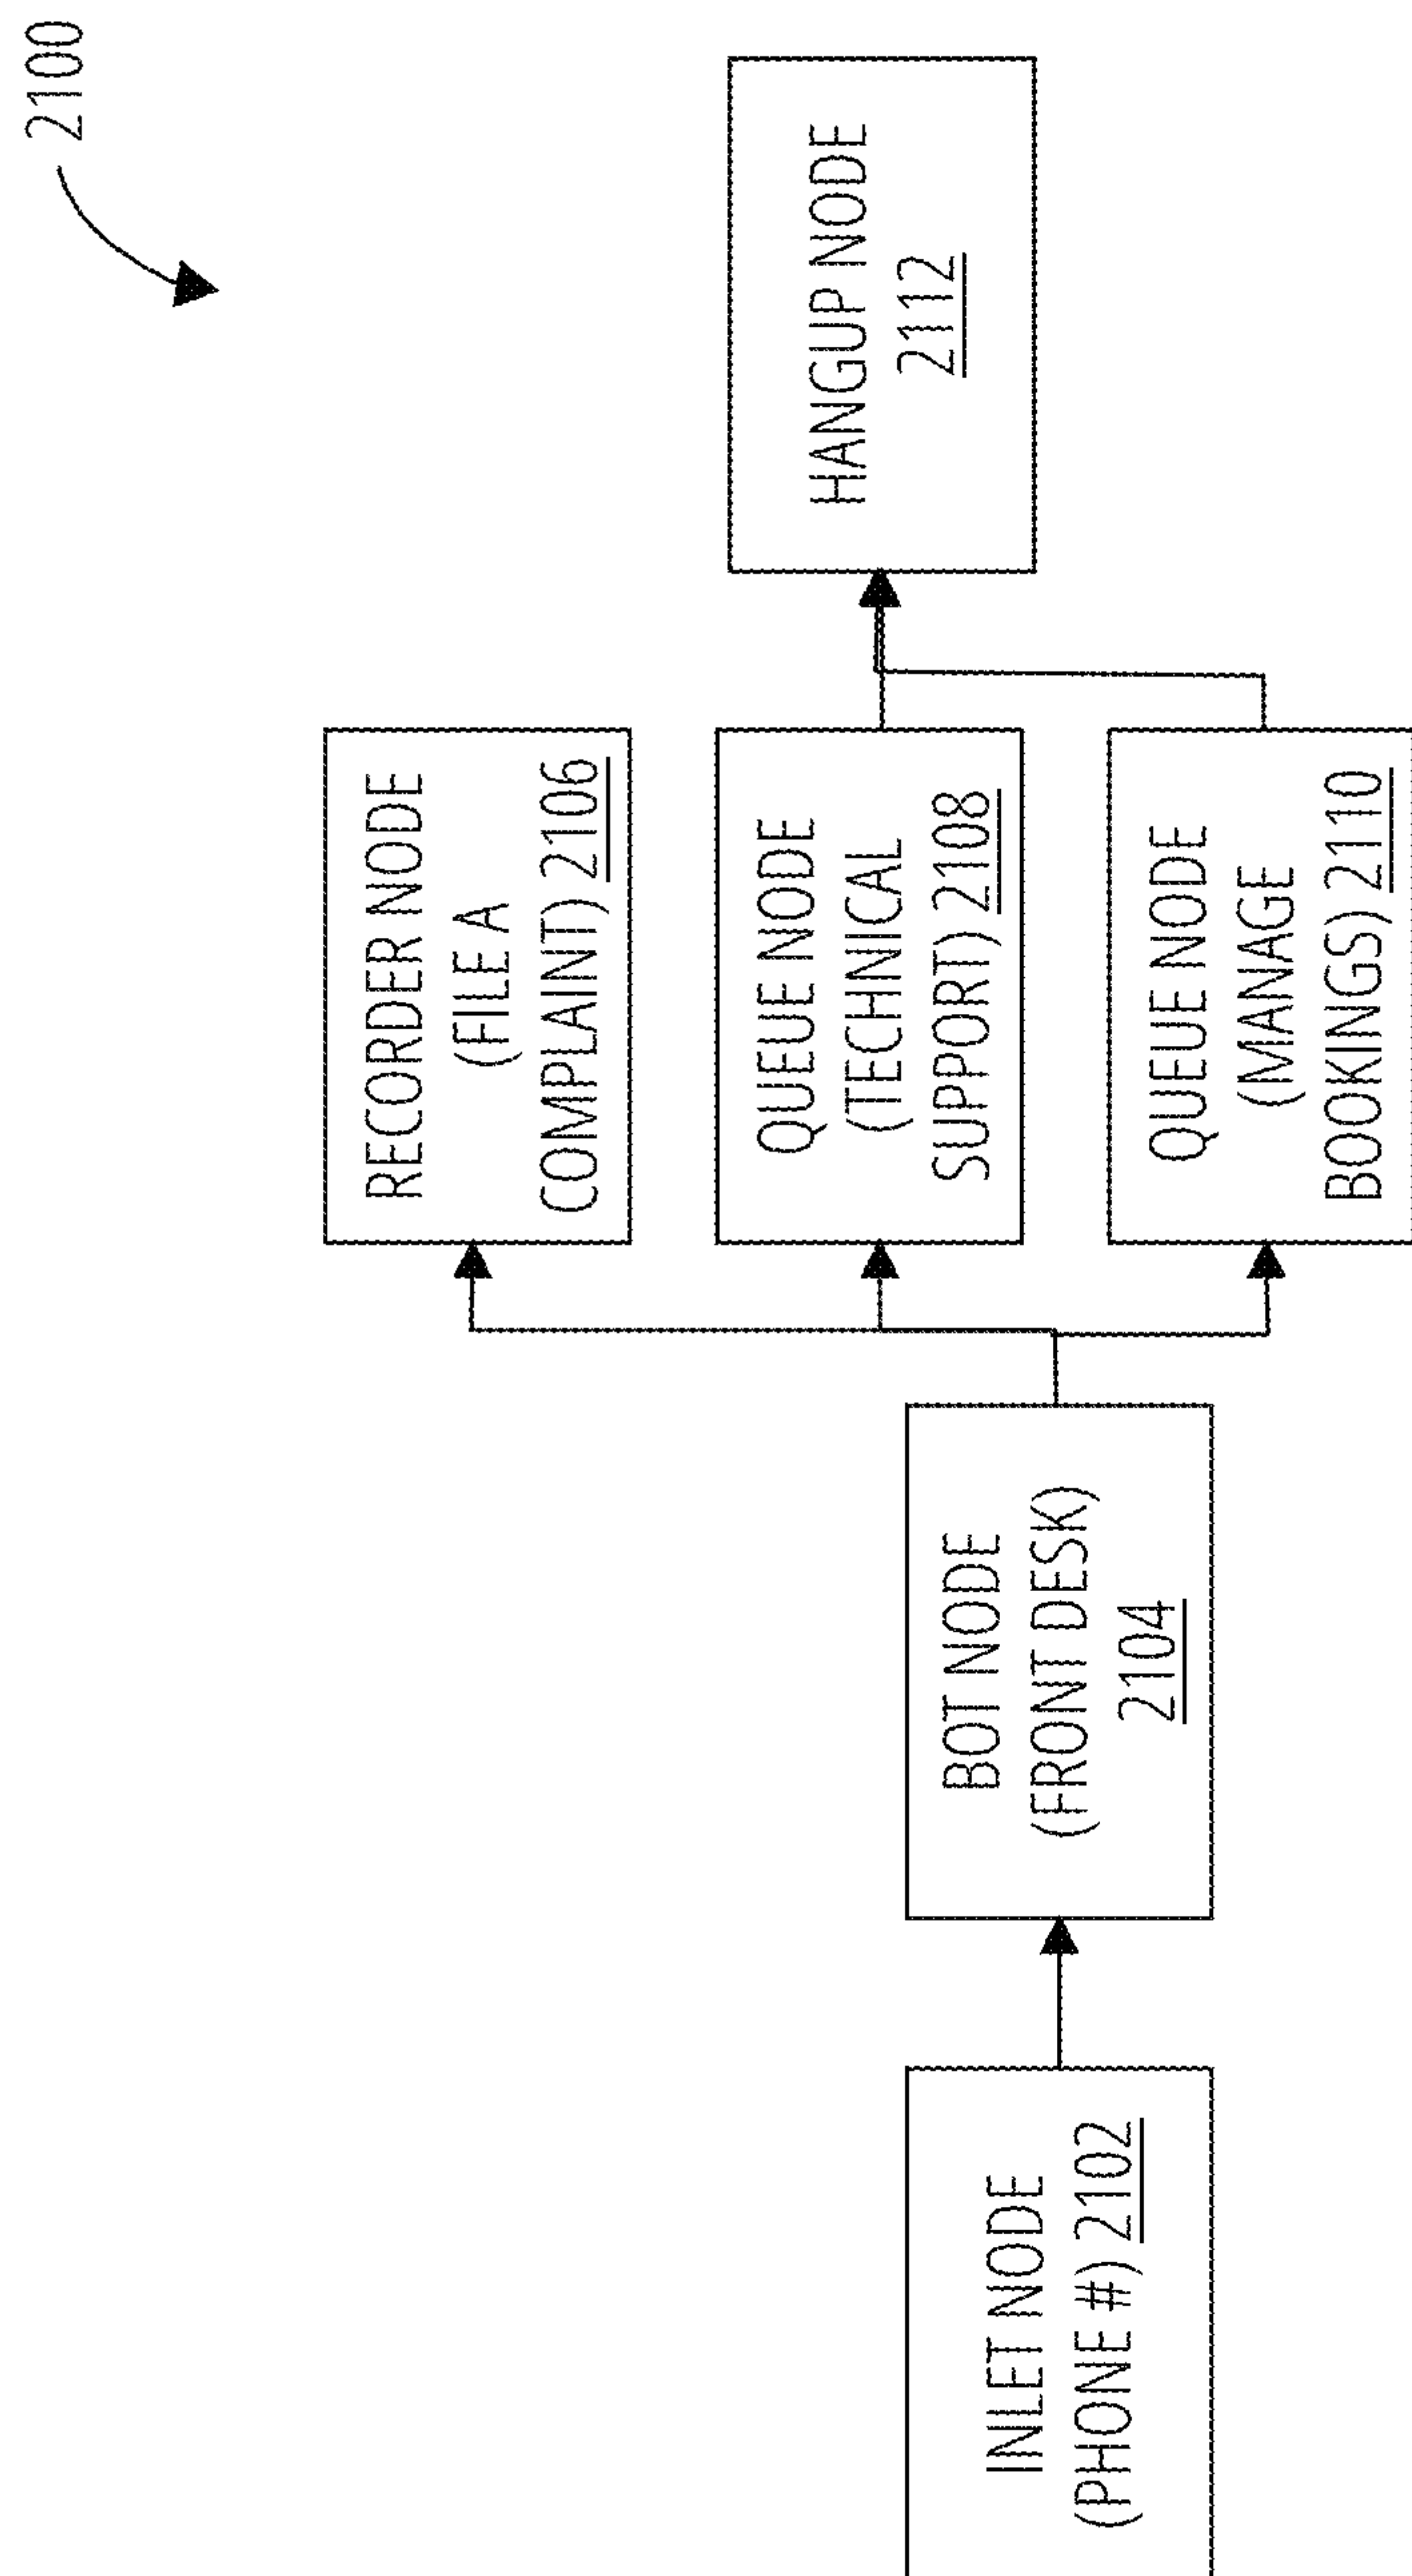 2100
INLET NODE
(PHONE #) 2102
BOT NODE
(FRONT DESK)
2104
RECORDER NODE
(FILE A
COMPLAINT) 2106
QUEUE NODE
(TECHNICAL
SUPPORT) 2108
QUEUE NODE
(MANAGE
BOOKINGS) 2110
HANGUP NODE
2112